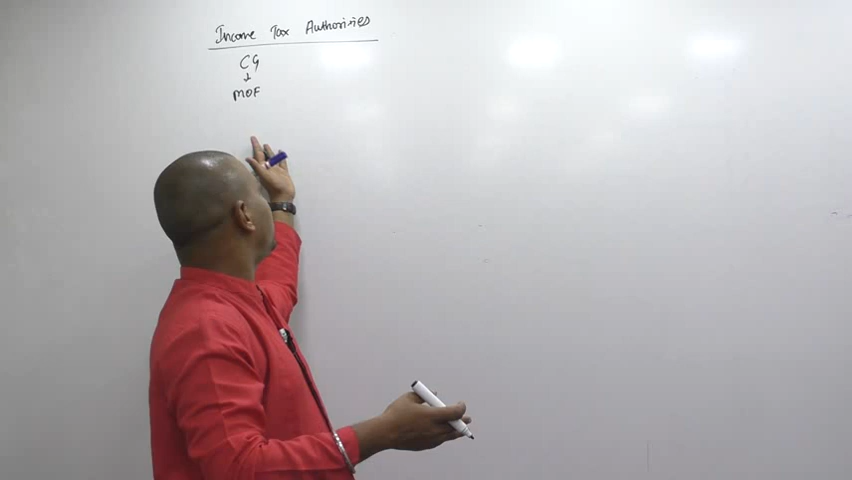 Income Tax Authorities
CG
↓
MOF